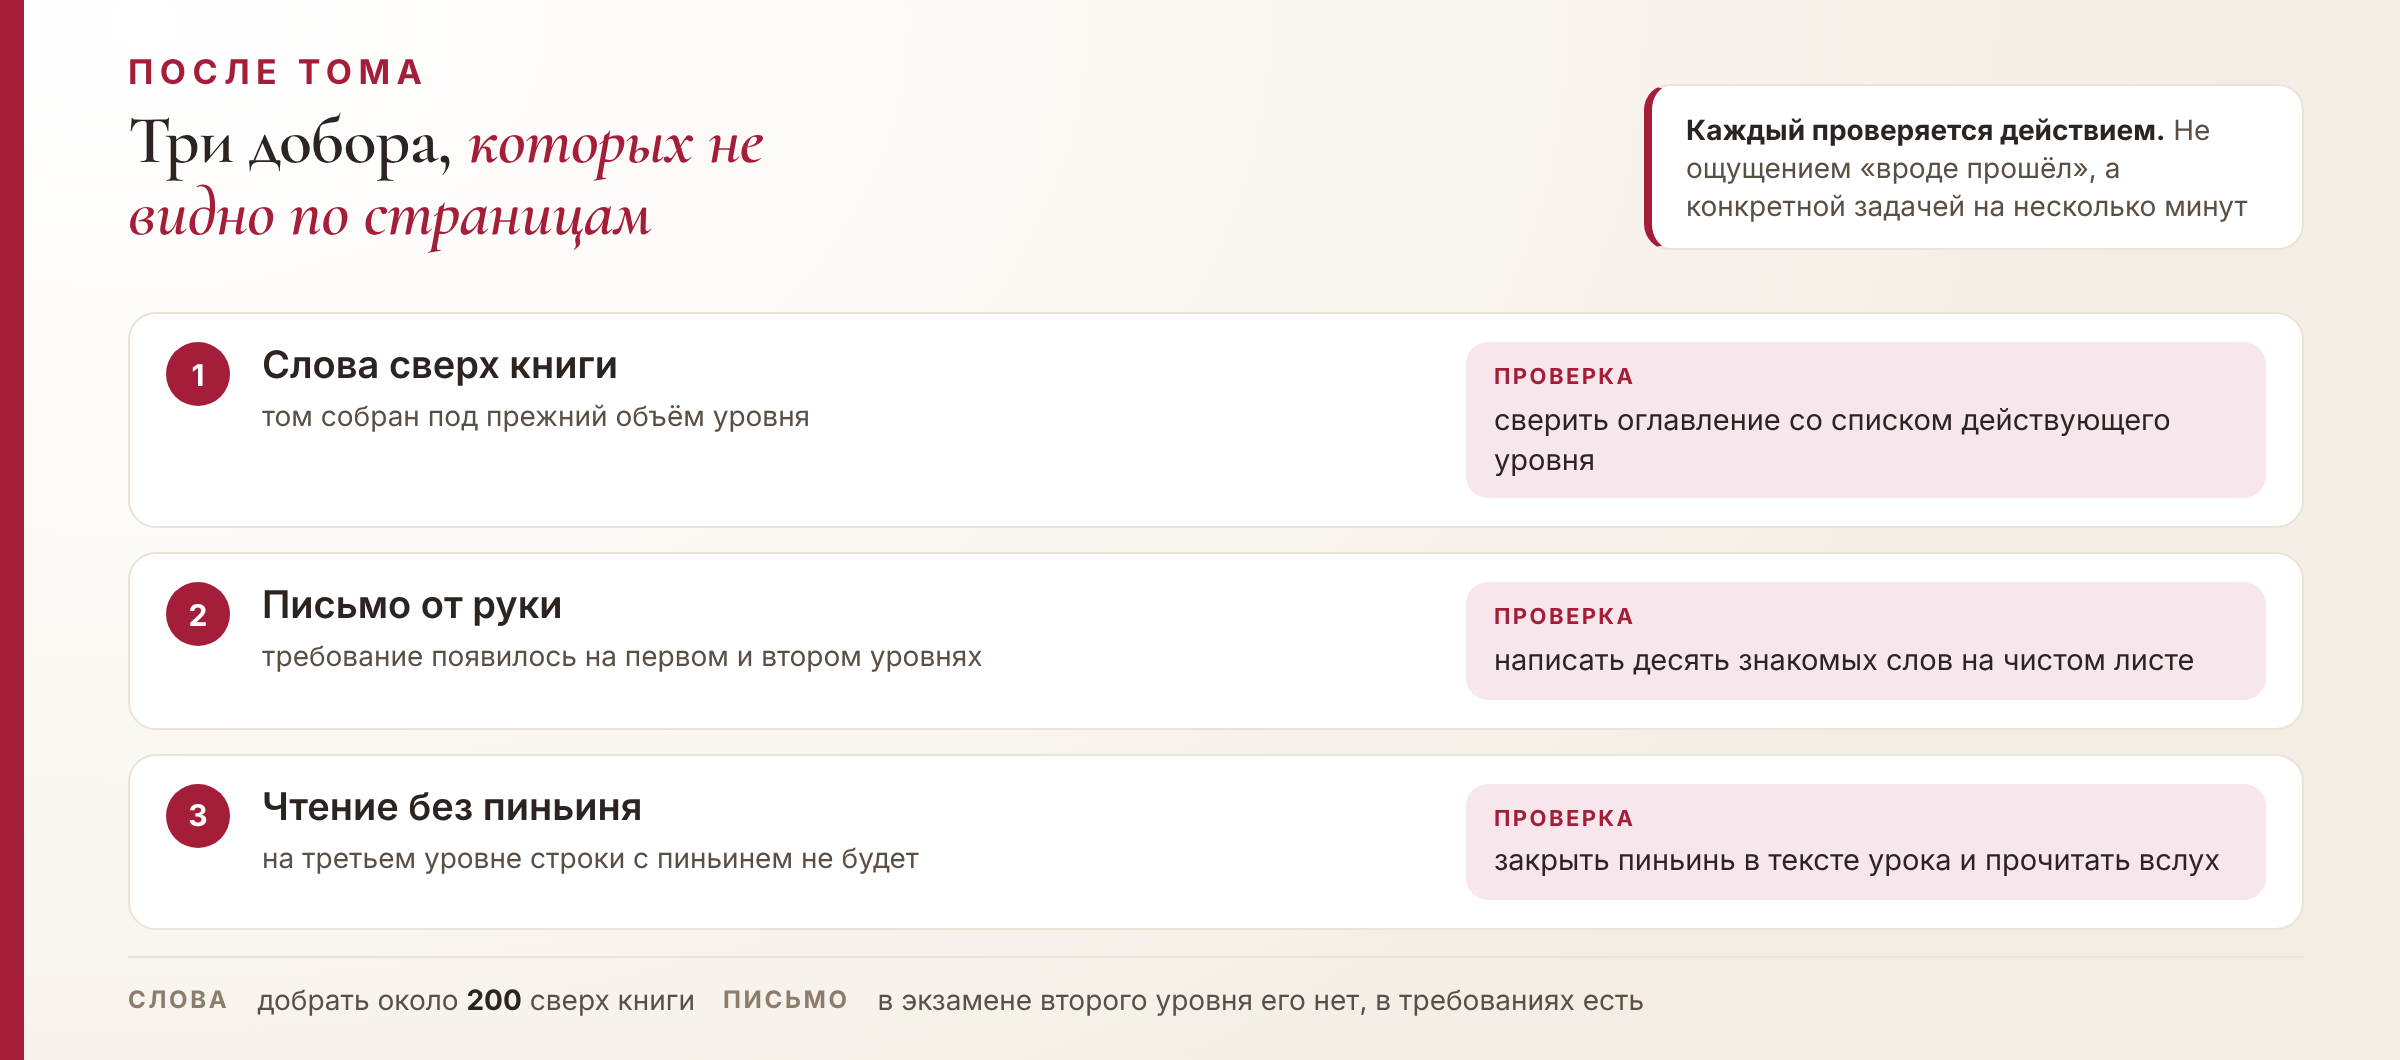 ПОСЛЕ ТОМА
Три добора, которых не
видно по страницам
Каждый проверяется действием. Не
ощущением «вроде прошёл», а
конкретной задачей на несколько минут
1
Слова сверх книги
том собран под прежний объём уровня
ПРОВЕРКА
сверить оглавление со списком действующего
уровня
2
Письмо от руки
требование появилось на первом и втором уровнях
ПРОВЕРКА
написать десять знакомых слов на чистом листе
3
Чтение без пиньиня
на третьем уровне строки с пиньинем не будет
ПРОВЕРКА
закрыть пиньинь в тексте урока и прочитать вслух
СЛОВА добрать около 200 сверх книги ПИСЬМО в экзамене второго уровня его нет, в требованиях есть